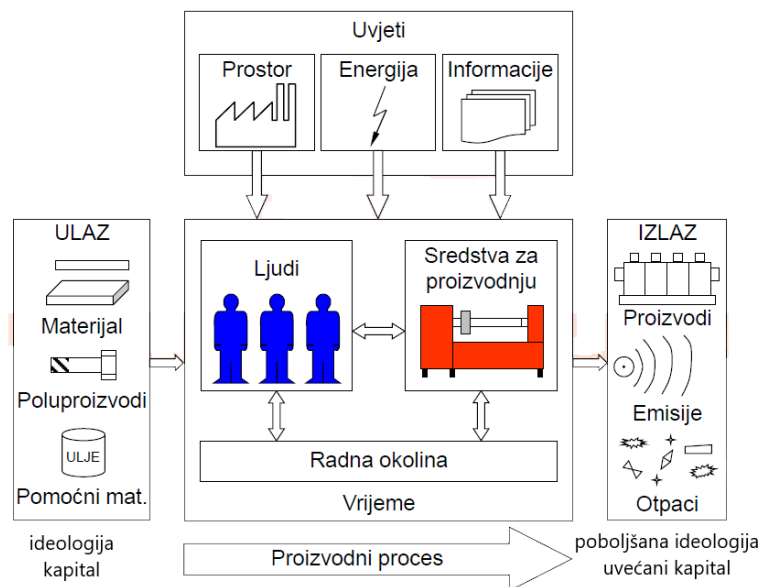 Uvjeti
Prostor
Energija
Informacije
ULAZ
Materijal
Poluproizvodi
ULJE
Pomoćni mat.
Ljudi
Sredstva za
proizvodnju
Radna okolina
Vrijeme
IZLAZ
Proizvodi
Emisije
Otpaci
ideologija
kapital
Proizvodni proces
poboljšana ideologija
uvećani kapital